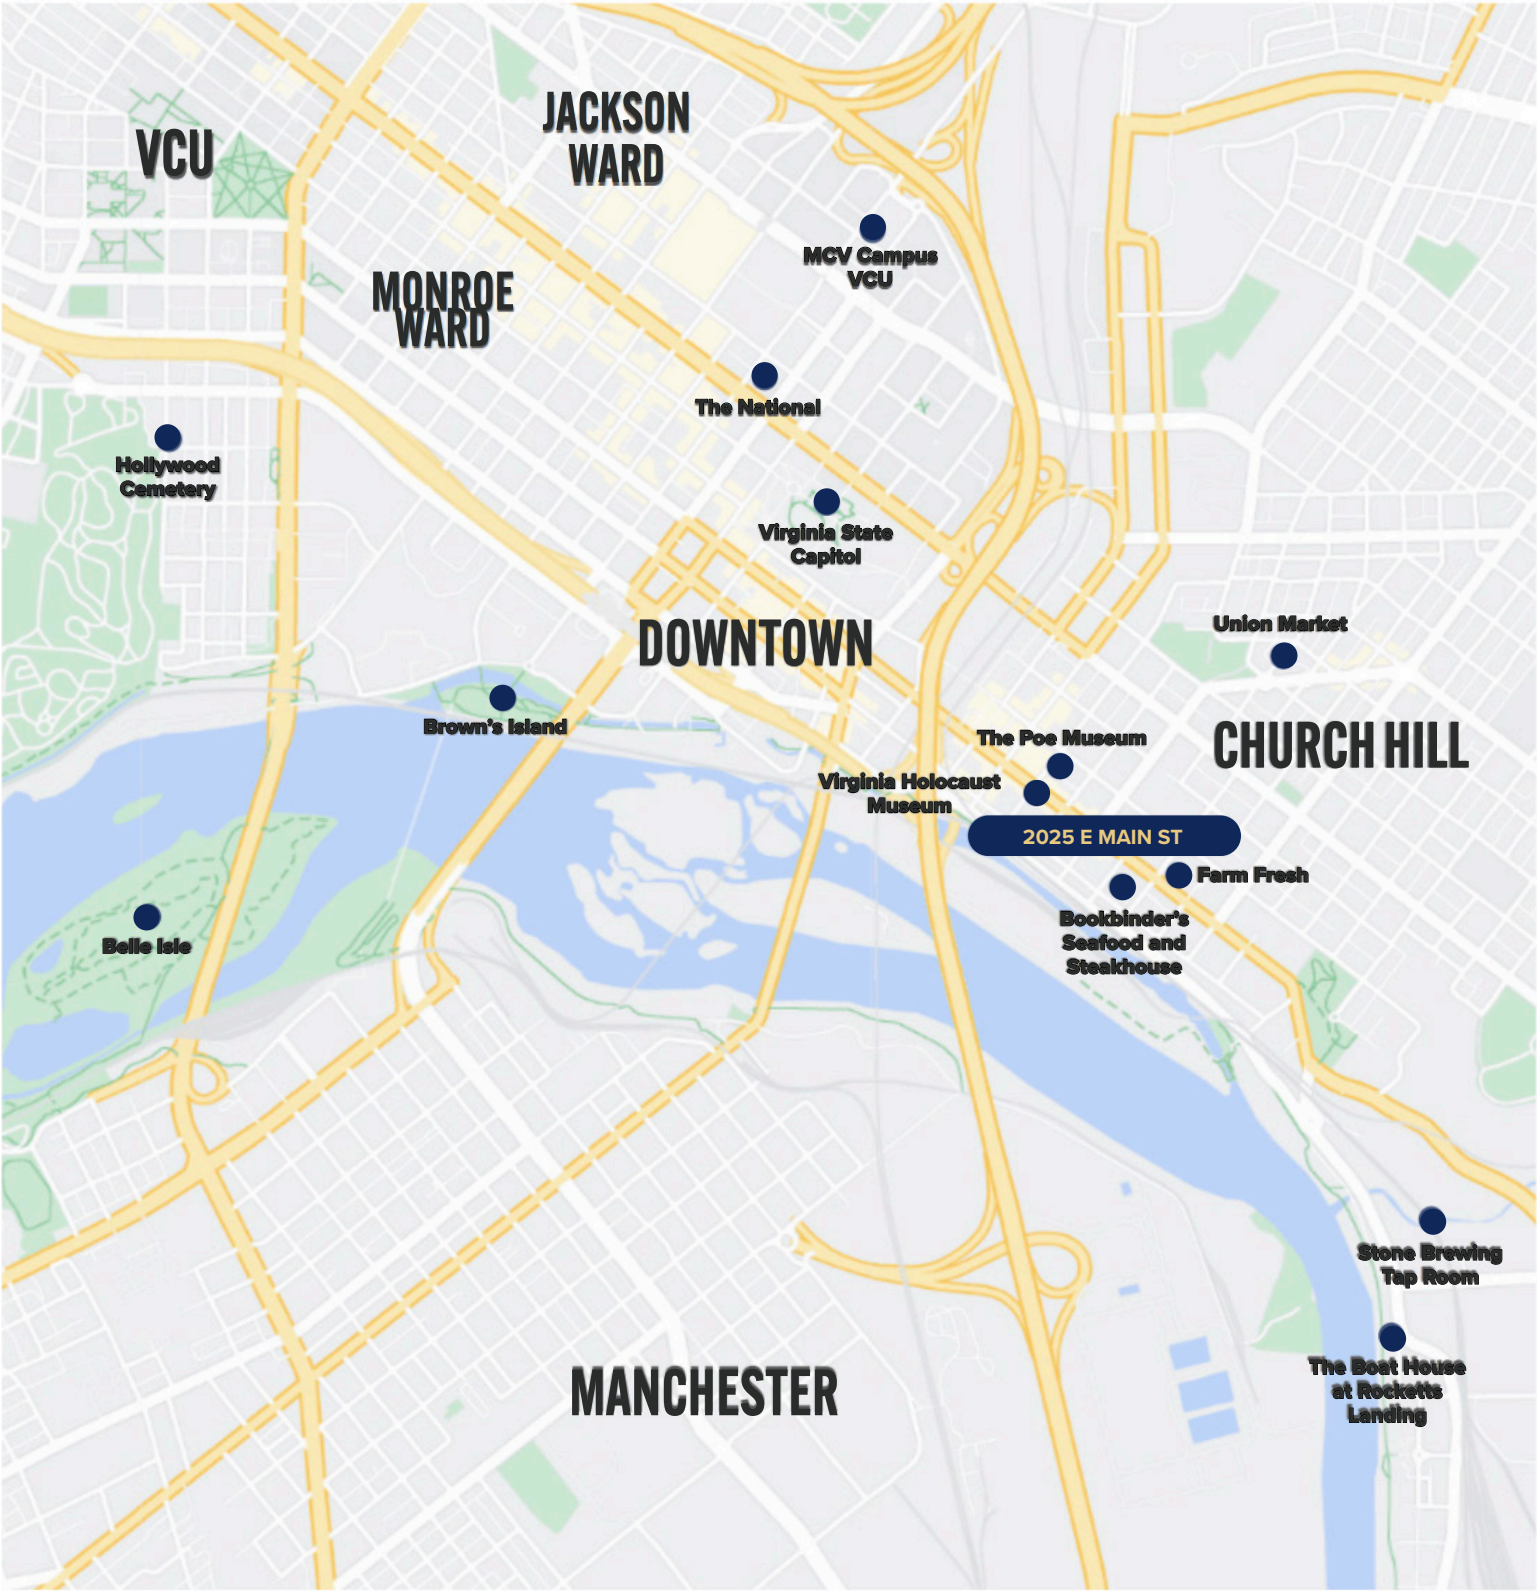 JACKSON
WARD
VCU
MCV Campus
VCU
MONROE
WARD
The National
Hollywood
Cemetery
Virginia State
Capitol
DOWNTOWN
Union Market
Brown's Island
The Poe Museum
CHURCH HILL
Virginia Holocaust
Museum
2025 E MAIN ST
Farm Fresh
Bookbinder's
Seafood and
Steakhouse
Belle Isle
Stone Brewing
Tap Room
The Boat House
at Rocketts
Landing
MANCHESTER